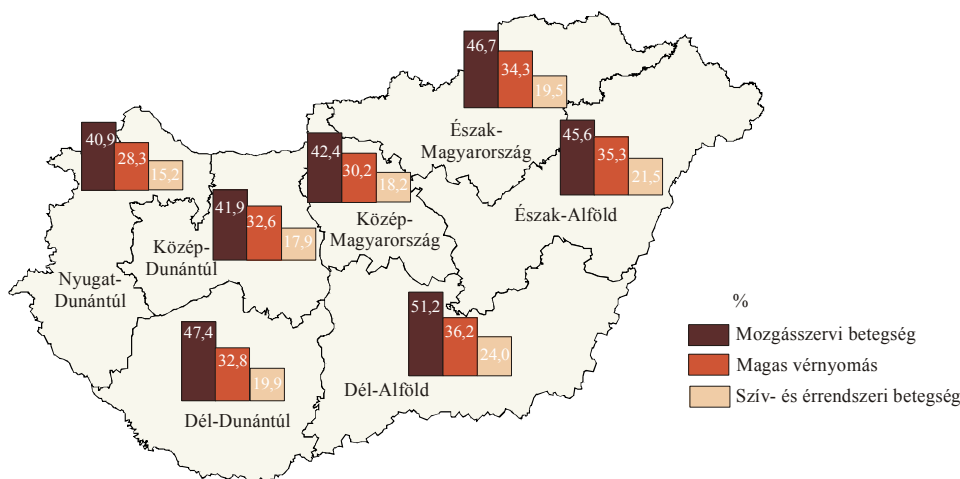 46,7
34,3
19,5
Észak-
Magyarország
45,6
35,3
21,5
Észak-Alföld
40,9
28,3
15,2
Nyugat-
Dunántúl
42,4
30,2
18,2
Közép-
Magyarország
41,9
32,6
17,9
Közép-
Dunántúl
47,4
32,8
19,9
Dél-Dunántúl
51,2
36,2
24,0
Dél-Alföld
%
Mozgásszervi betegség
Magas vérnyomás
Szív- és érrendszeri betegség